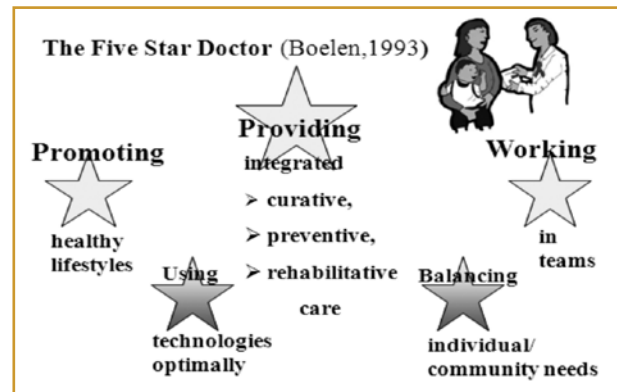 The Five Star Doctor (Boelen,1993)
Providing
integrated
➢ curative,
➢ preventive,
➢ rehabilitative
care
Promoting
healthy
lifestyles
Working
in
teams
Using
technologies
optimally
Balancing
individual/
community needs